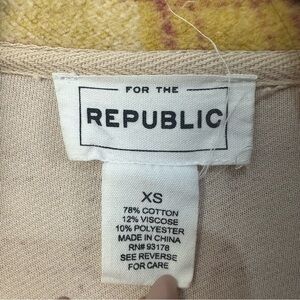 FOR THE
REPUBLIC
XS
78% COTTON
12% VISCOSE
10% POLYESTER
MADE IN CHINA
RN# 93178
SEE REVERSE
FOR CARE